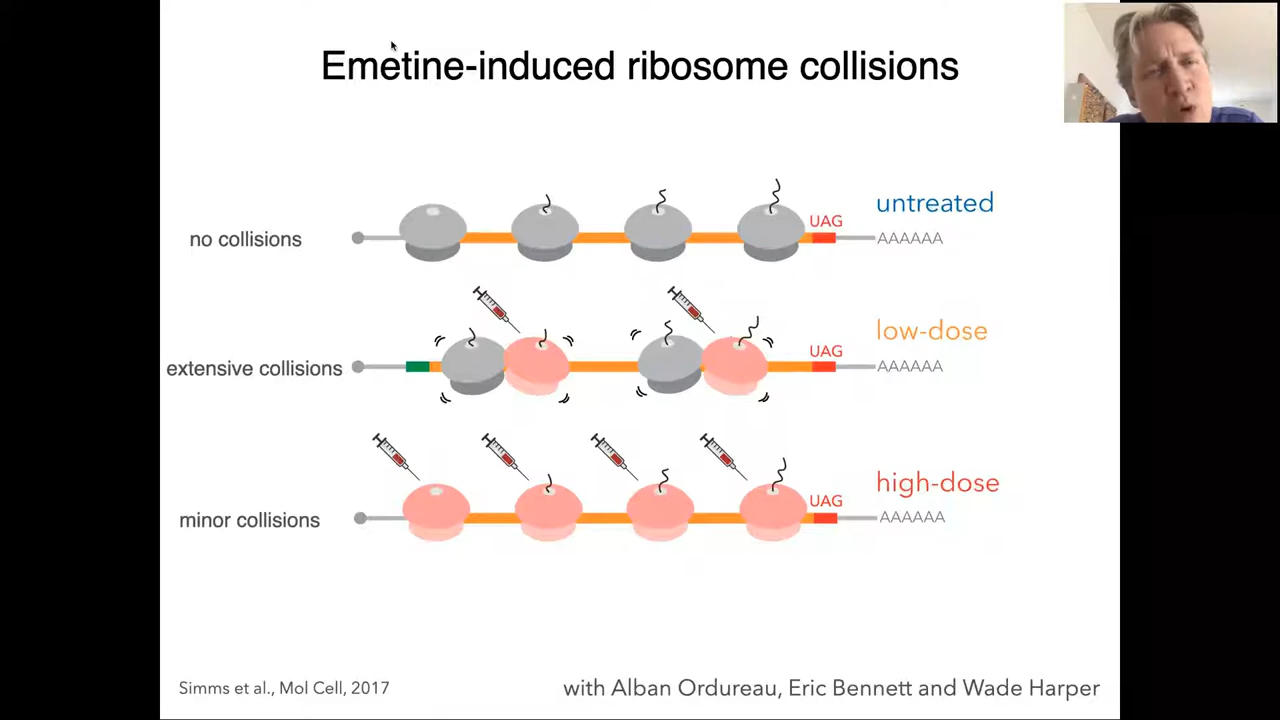 Emetine-induced ribosome collisions
untreated
UAG
no collisions
AAAAAA
low-dose
UAG
extensive collisions
AAAAAA
high-dose
UAG
minor collisions
AAAAAA
Simms et al., Mol Cell, 2017
with Alban Ordureau, Eric Bennett and Wade Harper